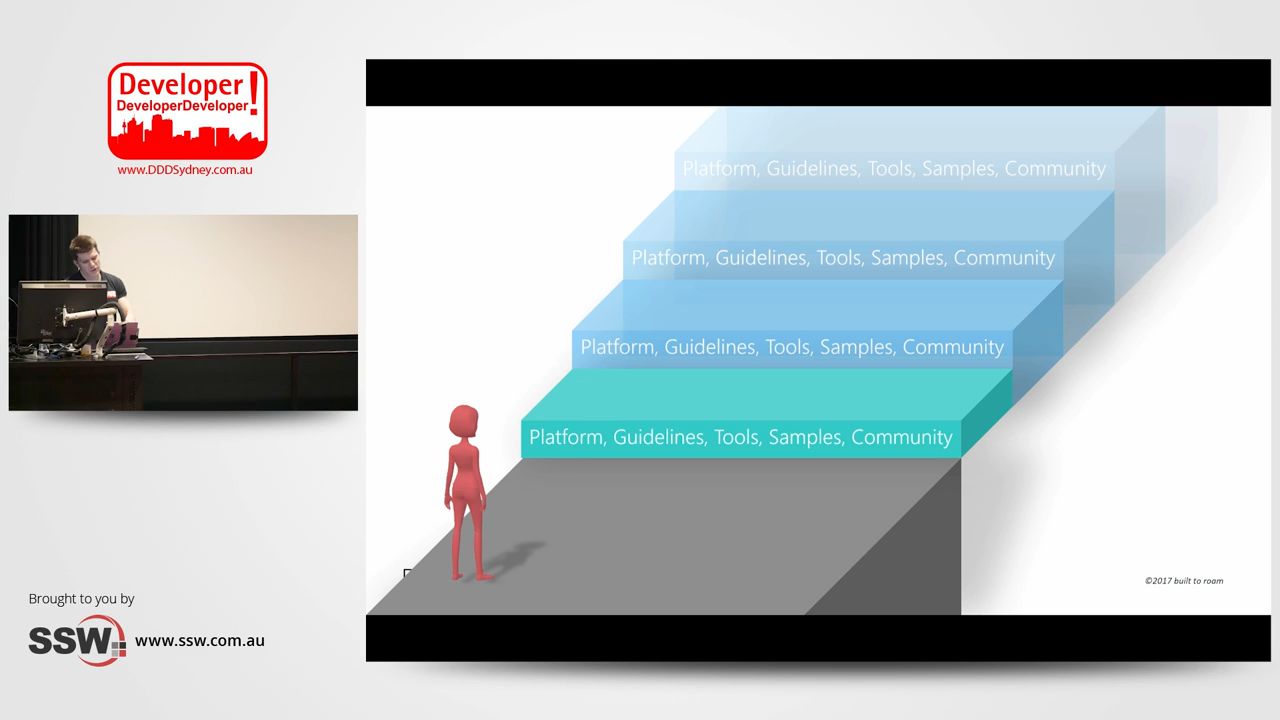 Developer!
DeveloperDeveloper
www.DDDSydney.com.au
Platform, Guidelines, Tools, Samples, Community
Platform, Guidelines, Tools, Samples, Community
Platform, Guidelines, Tools, Samples, Community
Platform, Guidelines, Tools, Samples, Community
©2017 built to roam
Brought to you by
SSW www.ssw.com.au